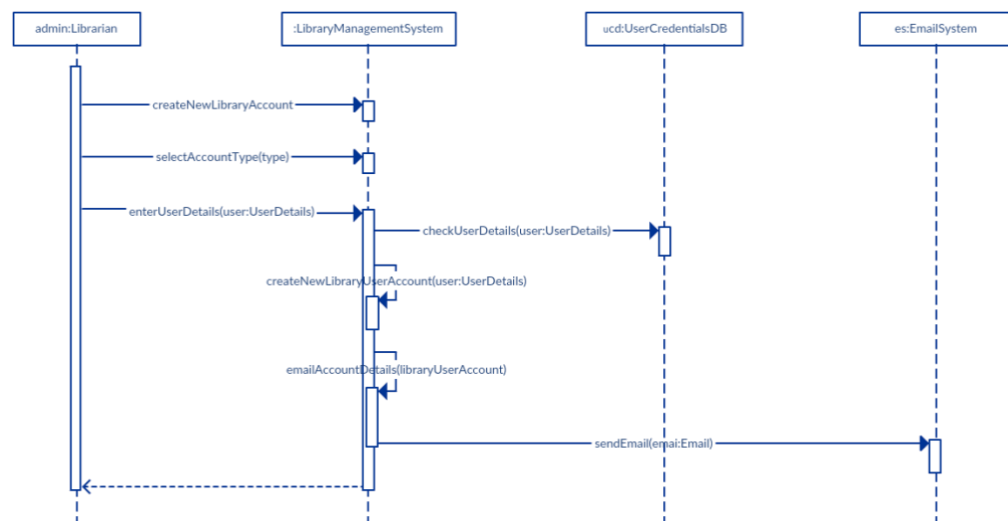 admin:Librarian
:LibraryManagementSystem
ucd:UserCredentialsDB
es:EmailSystem
createNewLibraryAccount
selectAccountType(type)
enterUserDetails(user:UserDetails)
checkUserDetails(user:UserDetails)
createNewLibraryUserAccount(user:UserDetails)
emailAccountDetails(libraryUserAccount)
sendEmail(emai:Email)